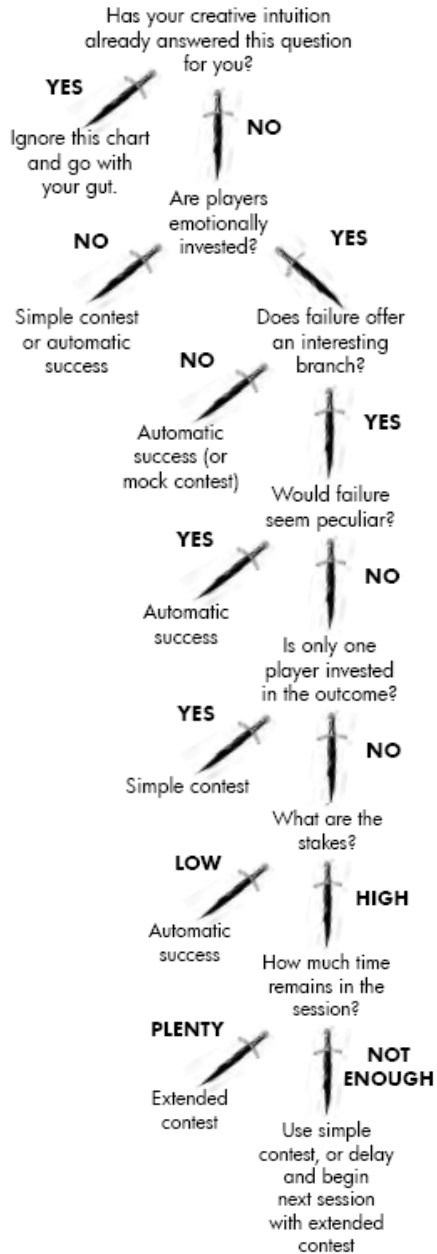 Has your creative intuition
already answered this question
for you?
YES
NO
Ignore this chart
and go with
your gut.
Are players
emotionally
invested?
NO
YES
Simple contest
or automatic
success
Does failure offer
an interesting
branch?
NO
YES
Automatic
success (or
mock contest)
Would failure
seem peculiar?
YES
NO
Automatic
success
Is only one
player invested
in the outcome?
YES
NO
Simple contest
What are the
stakes?
LOW
HIGH
Automatic
success
How much time
remains in the
session?
PLENTY
NOT
ENOUGH
Extended
contest
Use simple
contest, or delay
and begin
next session
with extended
contest